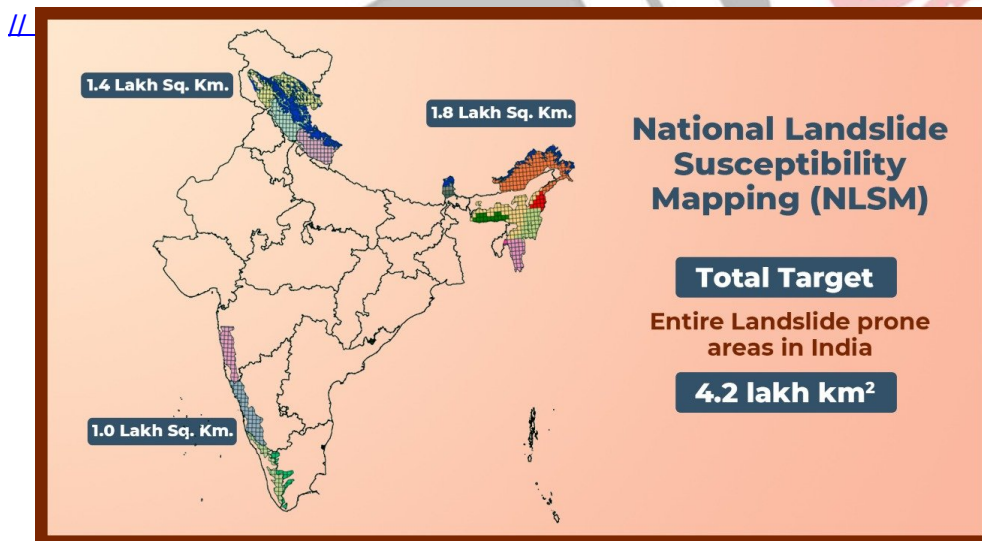 //
1.4 Lakh Sq. Km.
1.8 Lakh Sq. Km.
National Landslide
Susceptibility
Mapping (NLSM)
Total Target
Entire Landslide prone
areas in India
4.2 lakh km²
1.0 Lakh Sq. Km.